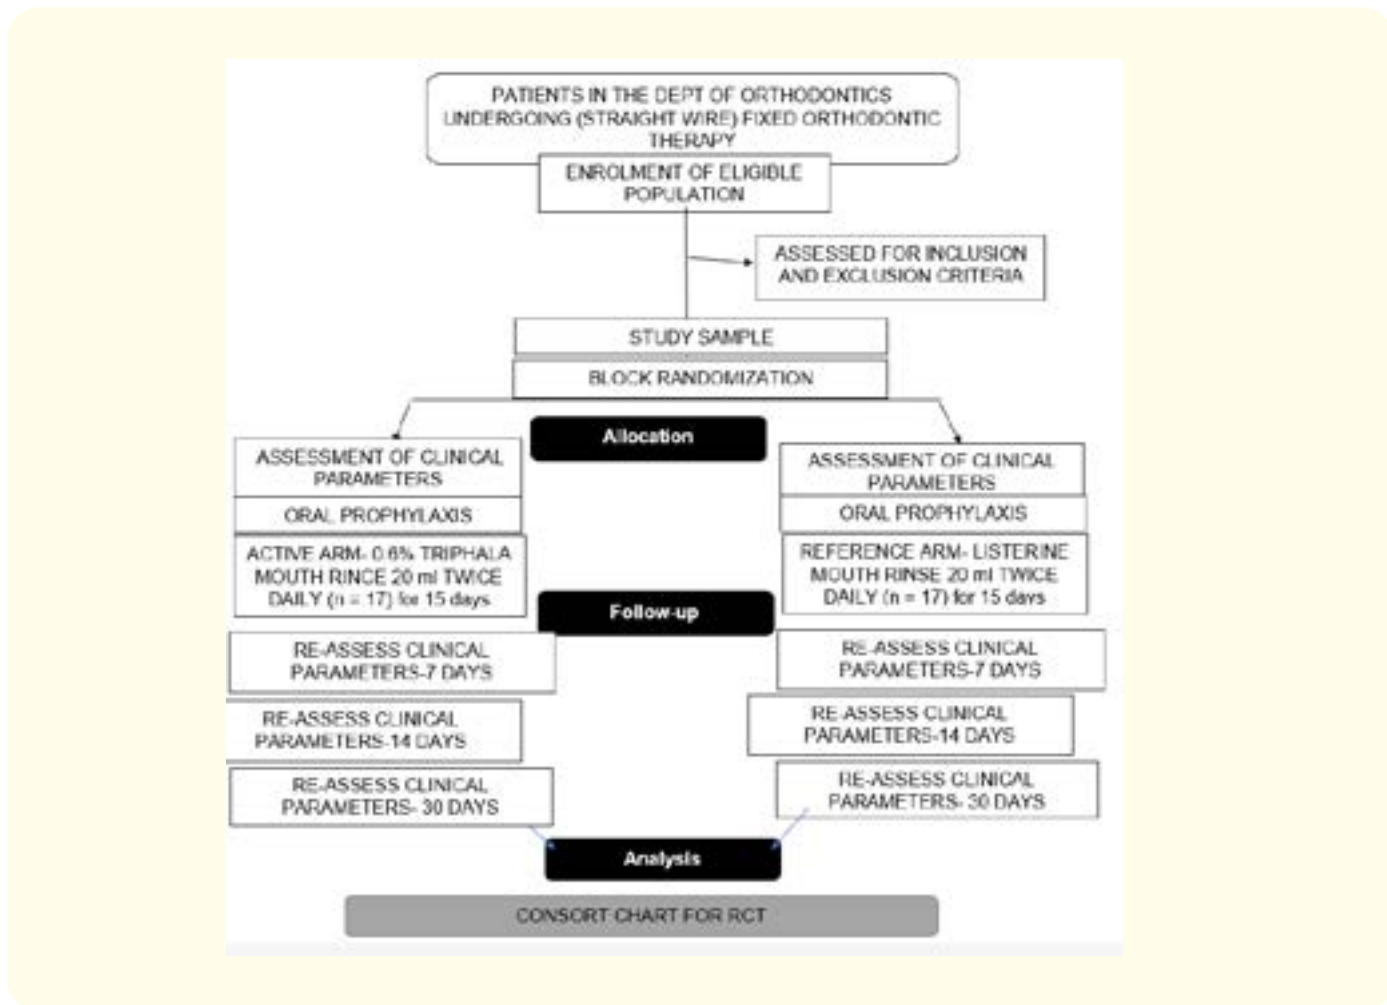 PATIENTS IN THE DEPT OF ORTHODONTICS
UNDERGOING (STRAIGHT WIRE) FIXED ORTHODONTIC
THERAPY
ENROLMENT OF ELIGIBLE
POPULATION
ASSESSED FOR INCLUSION
AND EXCLUSION CRITERIA
STUDY SAMPLE
BLOCK RANDOMIZATION
Allocation
ASSESSMENT OF CLINICAL
PARAMETERS
ORAL PROPHYLAXIS
ACTIVE ARM- 0.6% TRIPHALA
MOUTH RINCE 20 ml TWICE
DAILY (n = 17) for 15 days
ASSESSMENT OF CLINICAL
PARAMETERS
ORAL PROPHYLAXIS
REFERENCE ARM- LISTERINE
MOUTH RINSE 20 ml TWICE
DAILY (n = 17) for 15 days
Follow-up
RE-ASSESS CLINICAL
PARAMETERS-7 DAYS
RE-ASSESS CLINICAL
PARAMETERS-14 DAYS
RE-ASSESS CLINICAL
PARAMETERS- 30 DAYS
RE-ASSESS CLINICAL
PARAMETERS-7 DAYS
RE-ASSESS CLINICAL
PARAMETERS-14 DAYS
RE-ASSESS CLINICAL
PARAMETERS- 30 DAYS
Analysis
CONSORT CHART FOR RCT